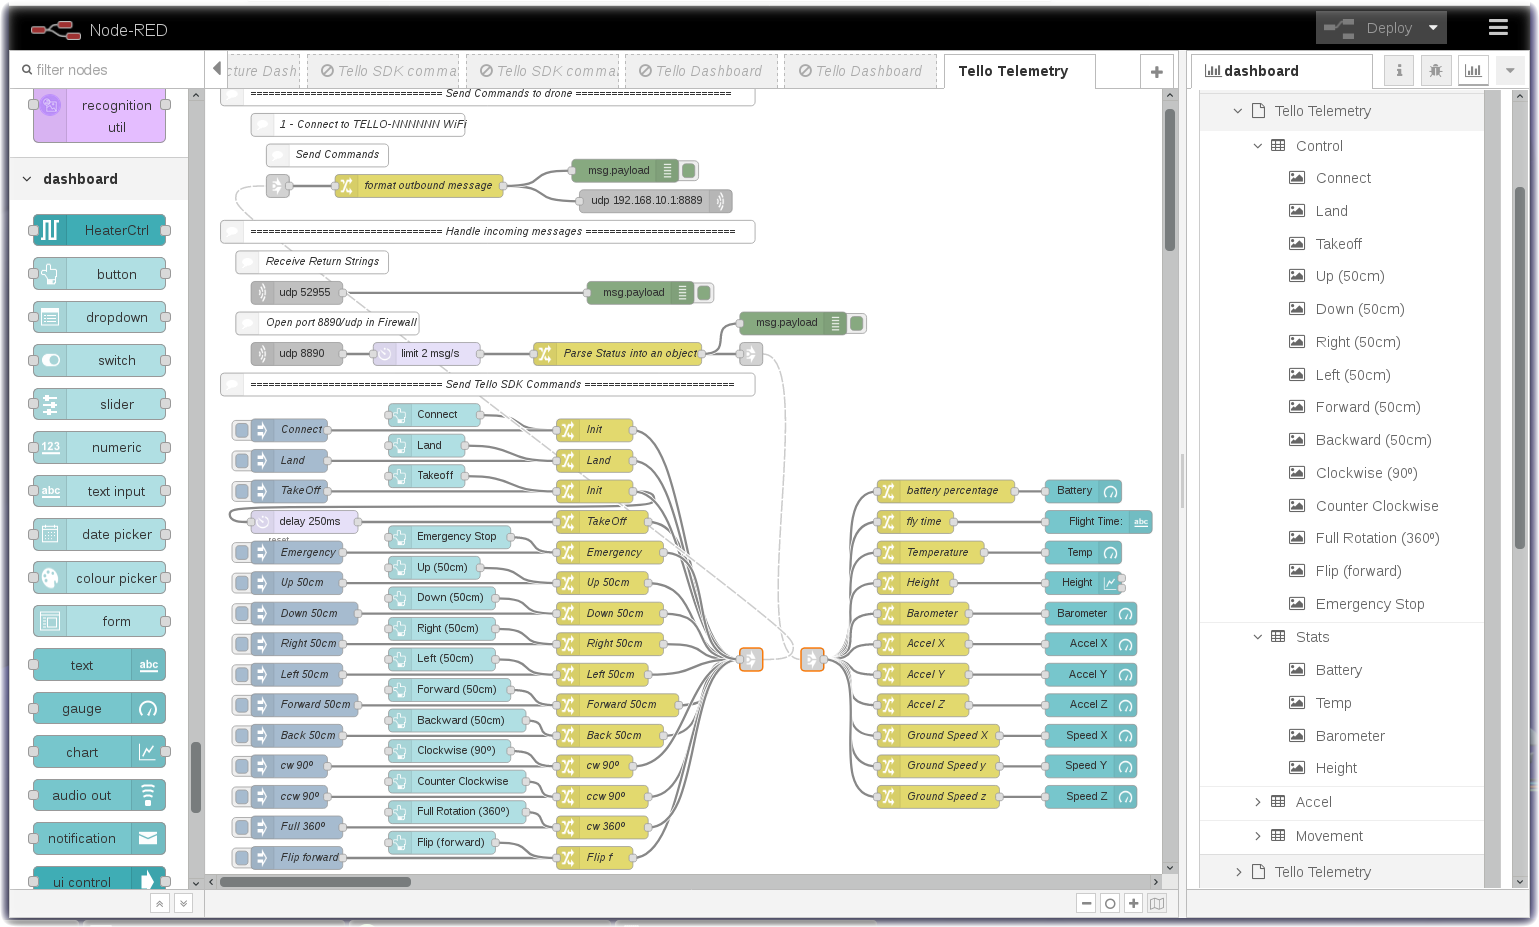 Node-RED
Deploy
filter nodes
cture Dash
Tello SDK comma
Tello SDK comma
Tello Dashboard
Tello Dashboard
Tello Telemetry
dashboard
recognition
util
dashboard
HeaterCtrl
button
dropdown
switch
slider
123 numeric
abc text input
date picker
colour picker
form
text abc
gauge
chart
audio out
notification
ui control
================================ Send Commands to drone ==========================
1 - Connect to TELLO-NNNNNN WiFi
Send Commands
format outbound message
msg.payload
udp 192.168.10.1:8889
================================ Handle incoming messages =========================
Receive Return Strings
udp 52955
msg.payload
Open port 8890/udp in Firewall
msg.payload
udp 8890
limit 2 msg/s
Parse Status into an object
================================ Send Tello SDK Commands =========================
Connect
Connect
Init
Land
Land
Land
Takeoff
TakeOff
Init
delay 250ms
TakeOff
reset
Emergency Stop
Emergency
Emergency
Up (50cm)
Up 50cm
Up 50cm
Down (50cm)
Down 50cm
Down 50cm
Right (50cm)
Right 50cm
Right 50cm
Left (50cm)
Left 50cm
Left 50cm
Forward (50cm)
Forward 50cm
Forward 50cm
Backward (50cm)
Back 50cm
Back 50cm
Clockwise (90º)
cw 90º
cw 90º
Counter Clockwise
ccw 90º
ccw 90º
Full Rotation (360º)
Full 360º
cw 360º
Flip (forward)
Flip forward
Flip f
battery percentage
Battery
fly time
Flight Time: abc
Temperature
Temp
Height
Height
Barometer
Barometer
Accel X
Accel X
Accel Y
Accel Y
Accel Z
Accel Z
Ground Speed X
Speed X
Ground Speed y
Speed Y
Ground Speed z
Speed Z
Tello Telemetry
Control
Connect
Land
Takeoff
Up (50cm)
Down (50cm)
Right (50cm)
Left (50cm)
Forward (50cm)
Backward (50cm)
Clockwise (90º)
Counter Clockwise
Full Rotation (360º)
Flip (forward)
Emergency Stop
Stats
Battery
Temp
Barometer
Height
Accel
Movement
Tello Telemetry